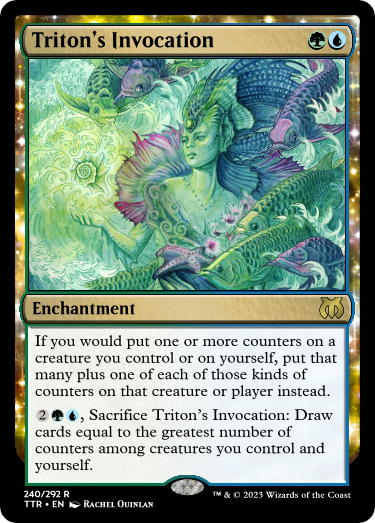 Triton's Invocation
Enchantment
If you would put one or more counters on a
creature you control or on yourself, put that
many plus one of each of those kinds of
counters on that creature or player instead.
2, Sacrifice Triton's Invocation: Draw
cards equal to the greatest number of
counters among creatures you control and
yourself.
240/292 R
TTR • EN Rachel Quinlan
™ & © 2023 Wizards of the Coast